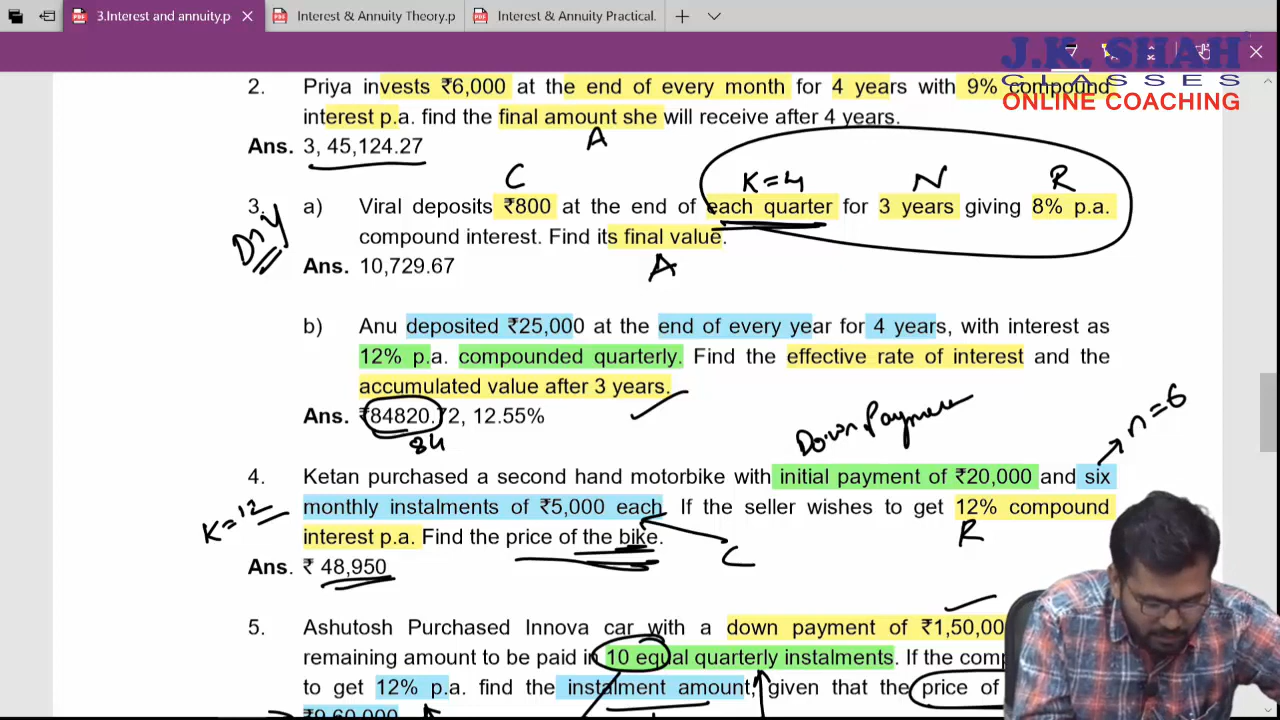 3.Interest and annuity.p
Interest & Annuity Theory.p
Interest & Annuity Practical.
J.K. SHAH
CLASSES
ONLINE COACHING
2. Priya invests ₹6,000 at the end of every month for 4 years with 9% compound
interest p.a. find the final amount she will receive after 4 years.
A
Ans. 3, 45,124.27
C K=4 N R
3. a) Viral deposits ₹800 at the end of each quarter for 3 years giving 8% p.a.
compound interest. Find its final value.
A
Ans. 10,729.67
b) Anu deposited ₹25,000 at the end of every year for 4 years, with interest as
12% p.a. compounded quarterly. Find the effective rate of interest and the
accumulated value after 3 years.
Ans. ₹84820.72, 12.55%
84
Down Payment
n=6
4. Ketan purchased a second hand motorbike with initial payment of ₹20,000 and six
K=12
monthly instalments of ₹5,000 each. If the seller wishes to get 12% compound
R
interest p.a. Find the price of the bike.
C
Ans. ₹ 48,950
5. Ashutosh Purchased Innova car with a down payment of ₹1,50,00
remaining amount to be paid in 10 equal quarterly instalments. If the comp
to get 12% p.a. find the instalment amount, given that the price of
₹9,60,000